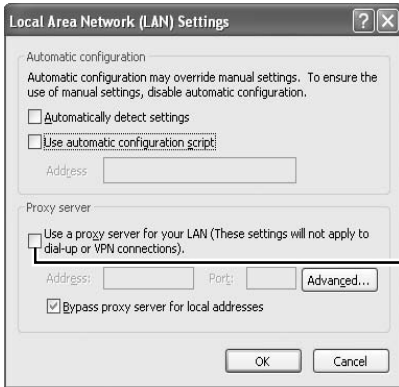 Local Area Network (LAN) Settings
Automatic configuration
Automatic configuration may override manual settings. To ensure the
use of manual settings, disable automatic configuration.
Automatically detect settings
Use automatic configuration script
Address
Proxy server
Use a proxy server for your LAN (These settings will not apply to
dial-up or VPN connections).
Address:
Port:
Advanced...
Bypass proxy server for local addresses
OK
Cancel